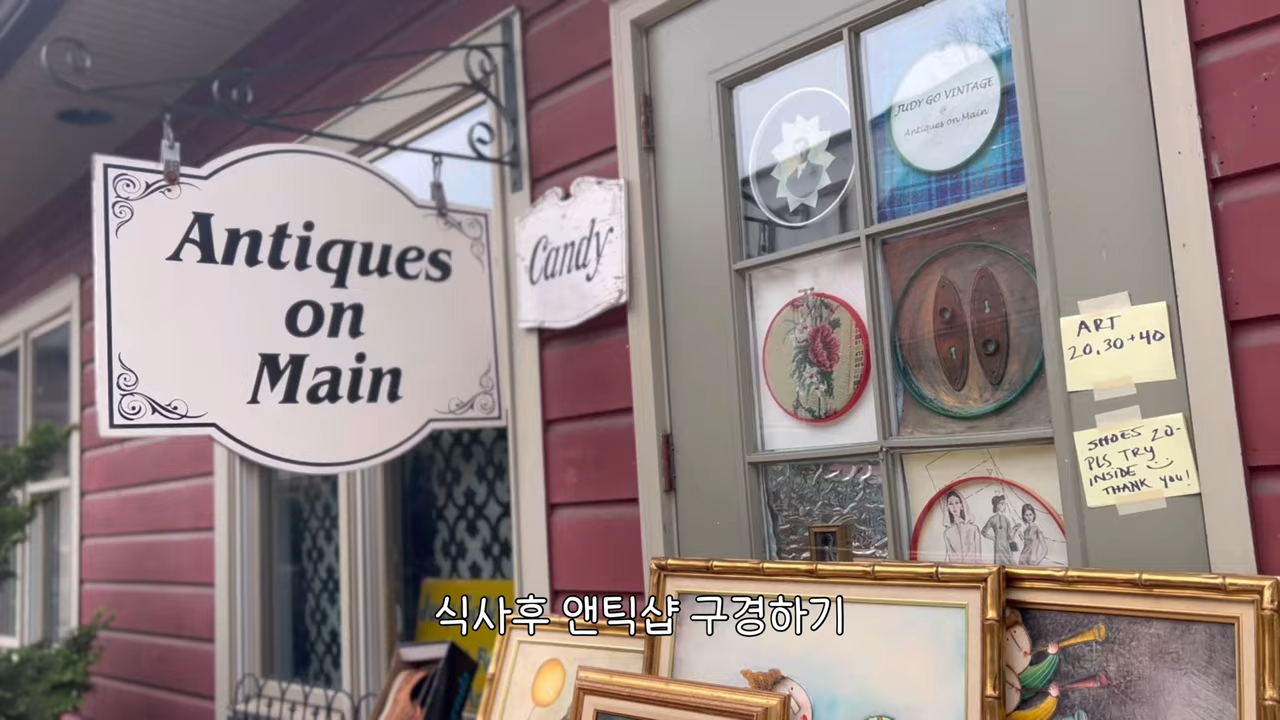 Antiques
on
Main
Candy
JUDY GO VINTAGE
@
Antiques on Main
ART
20,30+40
SHOES 20-
PLS TRY
INSIDE
THANK YOU!
식사후 앤틱샵 구경하기